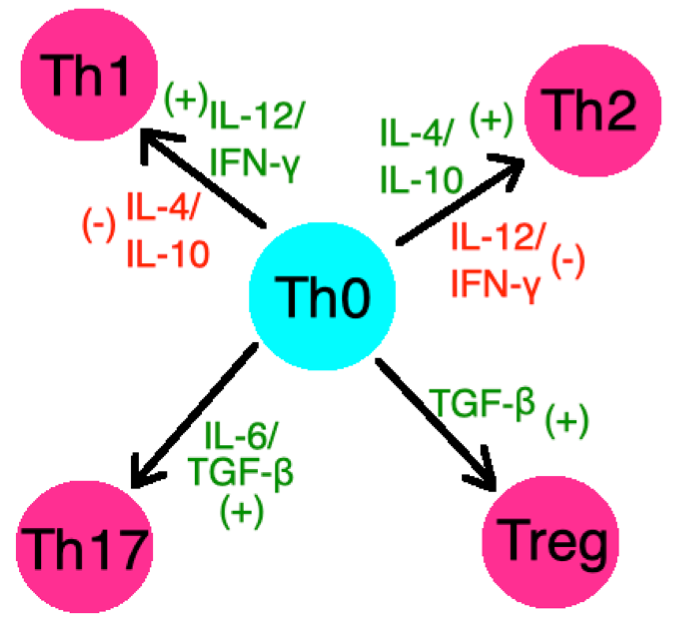 Th1
(+) IL-12/
IFN-γ
(-) IL-4/
IL-10
IL-4/ (+)
IL-10
Th2
IL-12/
IFN-γ (-)
Th0
IL-6/
TGF-β
(+)
Th17
TGF-β (+)
Treg